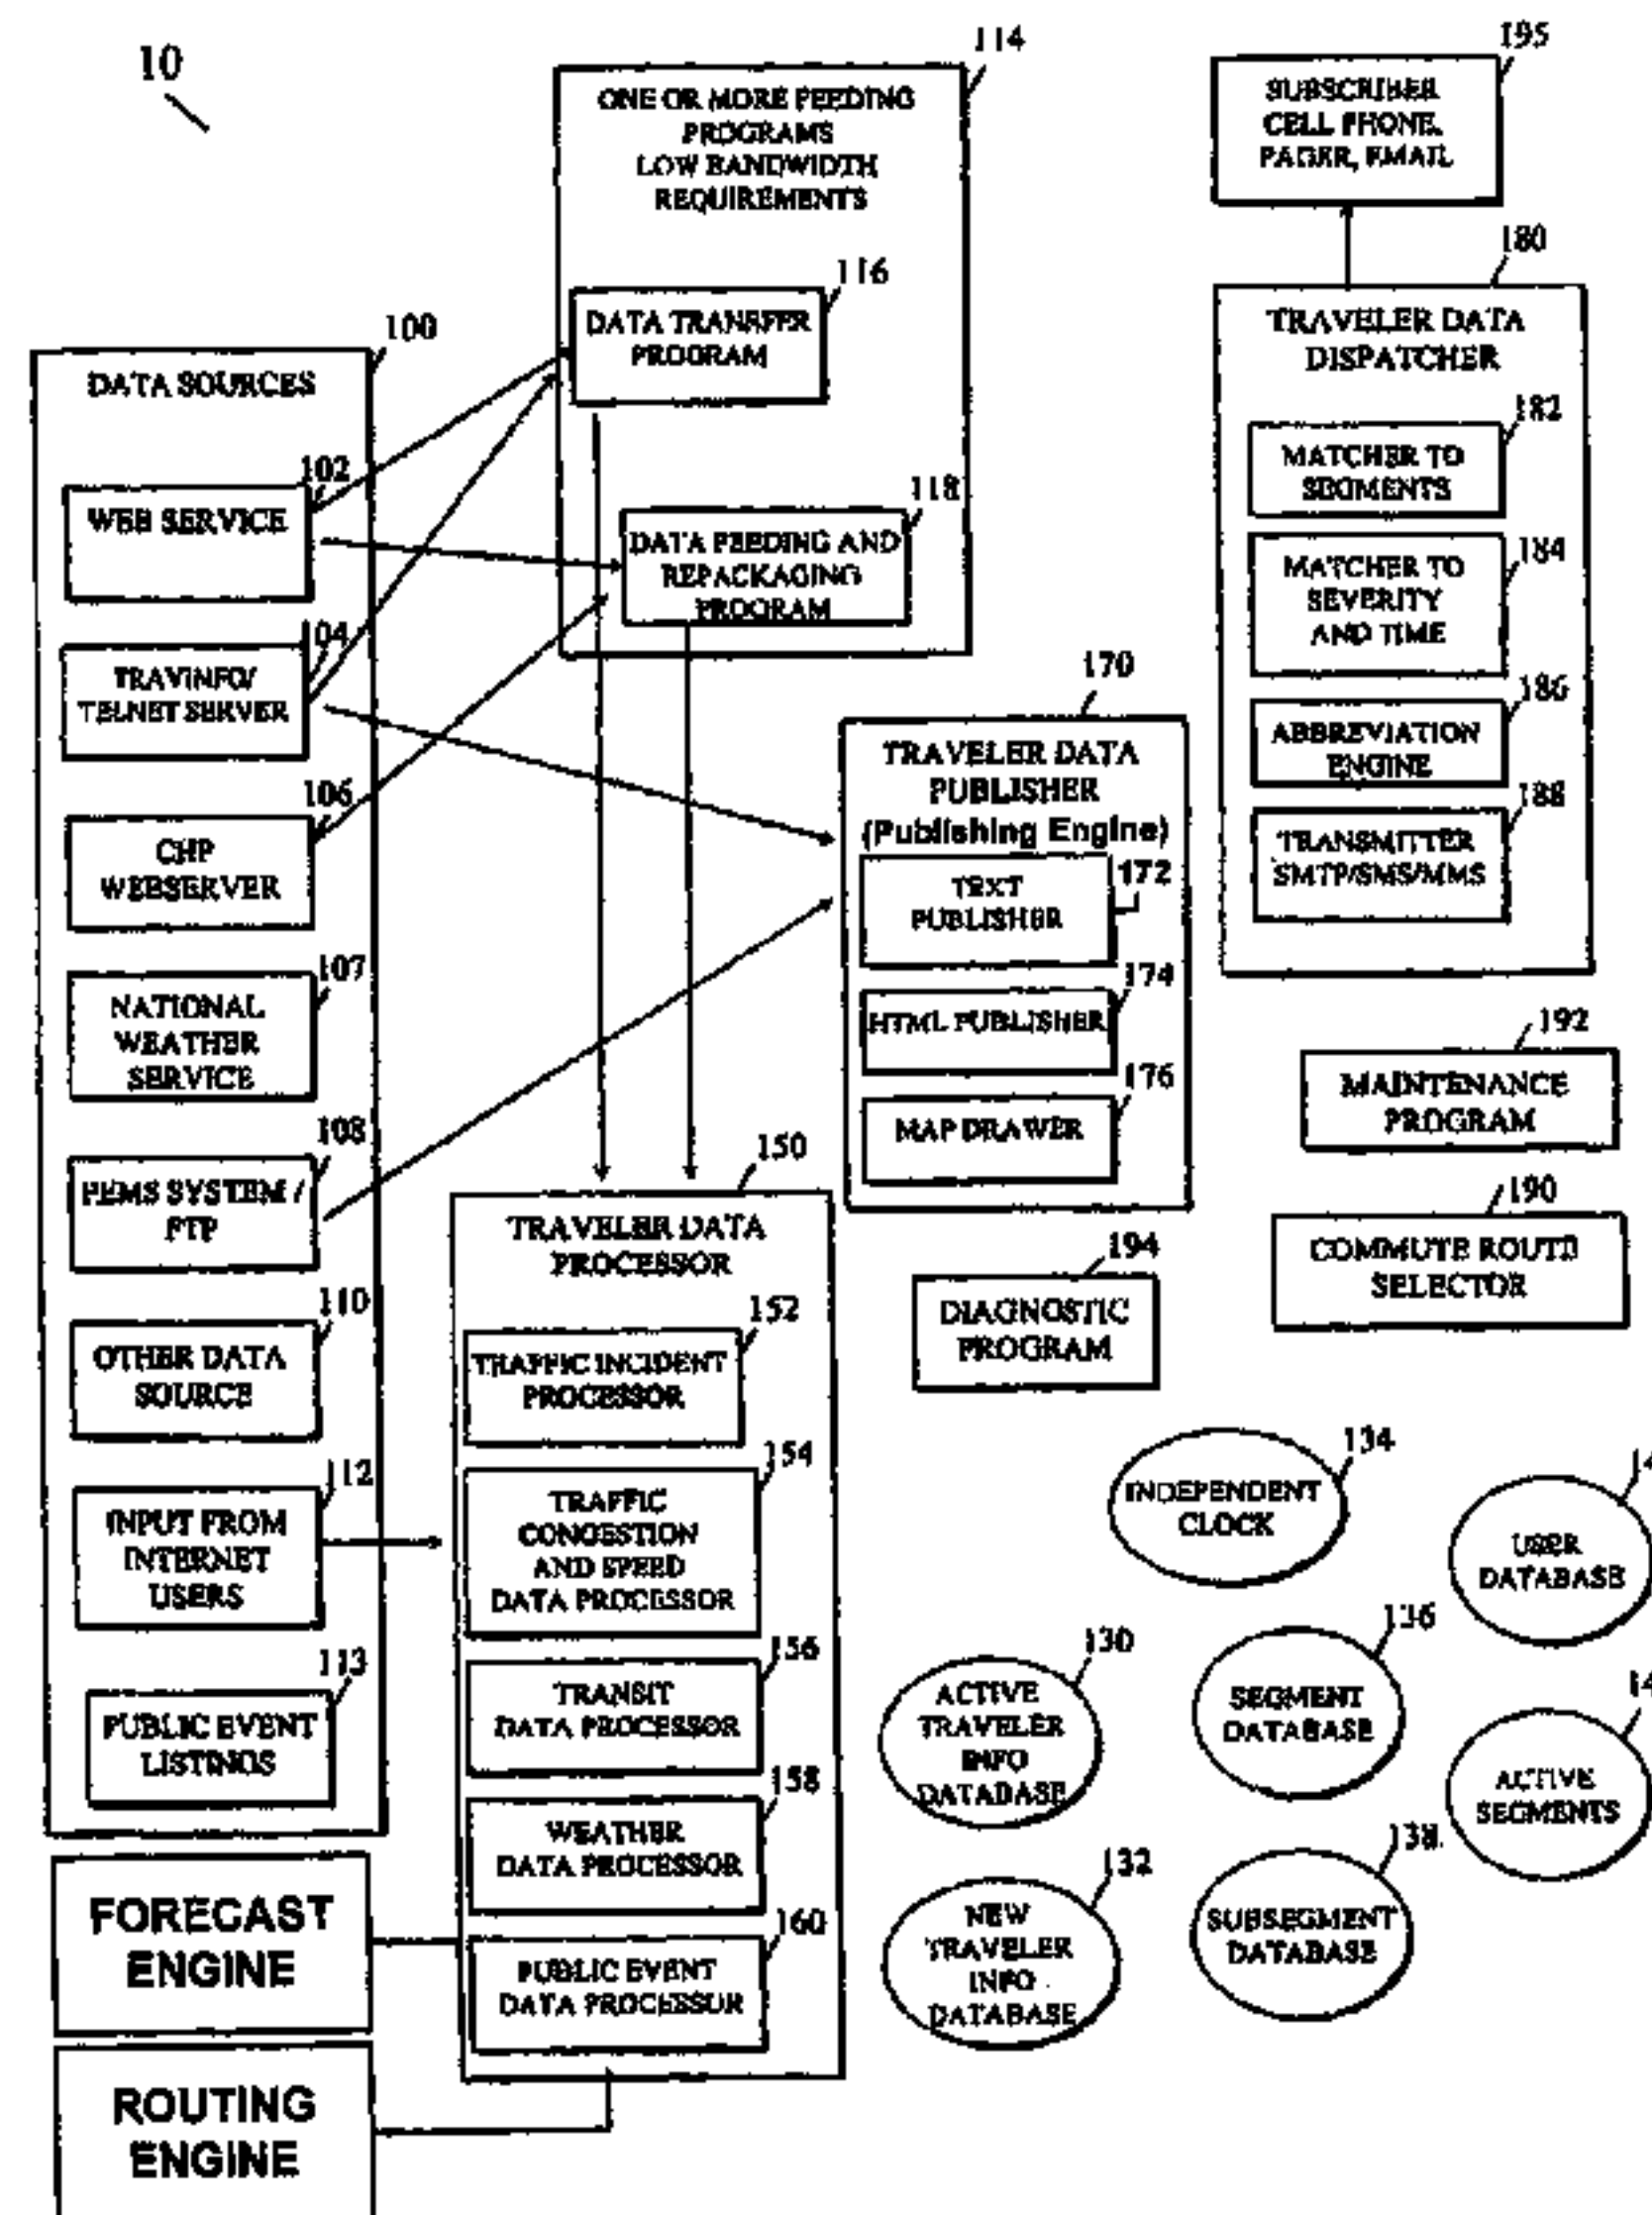 10
114
ONE OR MORE FEEDING
PROGRAMS
LOW BANDWIDTH
REQUIREMENTS
116
DATA TRANSFER
PROGRAM
118
DATA FEEDING AND
REPACKAGING
PROGRAM
195
SUBSCRIBER
CELL PHONE,
PAGER, EMAIL
180
TRAVELER DATA
DISPATCHER
182
MATCHER TO
SEGMENTS
184
MATCHER TO
SEVERITY
AND TIME
186
ABBREVIATION
ENGINE
188
TRANSMITTER
SMTP/SMS/MMS
100
DATA SOURCES
102
WEB SERVICE
104
TRAVINFO/
TELNET SERVER
106
CHP
WEBSERVER
107
NATIONAL
WEATHER
SERVICE
108
PEMS SYSTEM /
FTP
110
OTHER DATA
SOURCE
112
INPUT FROM
INTERNET
USERS
113
PUBLIC EVENT
LISTINGS
170
TRAVELER DATA
PUBLISHER
(Publishing Engine)
172
TEXT
PUBLISHER
174
HTML PUBLISHER
176
MAP DRAWER
192
MAINTENANCE
PROGRAM
190
COMMUTE ROUTE
SELECTOR
194
DIAGNOSTIC
PROGRAM
150
TRAVELER DATA
PROCESSOR
152
TRAFFIC INCIDENT
PROCESSOR
154
TRAFFIC
CONGESTION
AND SPEED
DATA PROCESSOR
156
TRANSIT
DATA PROCESSOR
158
WEATHER
DATA PROCESSOR
160
PUBLIC EVENT
DATA PROCESSOR
134
INDEPENDENT
CLOCK
14
USER
DATABASE
130
ACTIVE
TRAVELER
INFO
DATABASE
136
SEGMENT
DATABASE
14
ACTIVE
SEGMENTS
132
NEW
TRAVELER
INFO
DATABASE
138
SUBSEGMENT
DATABASE
FORECAST
ENGINE
ROUTING
ENGINE